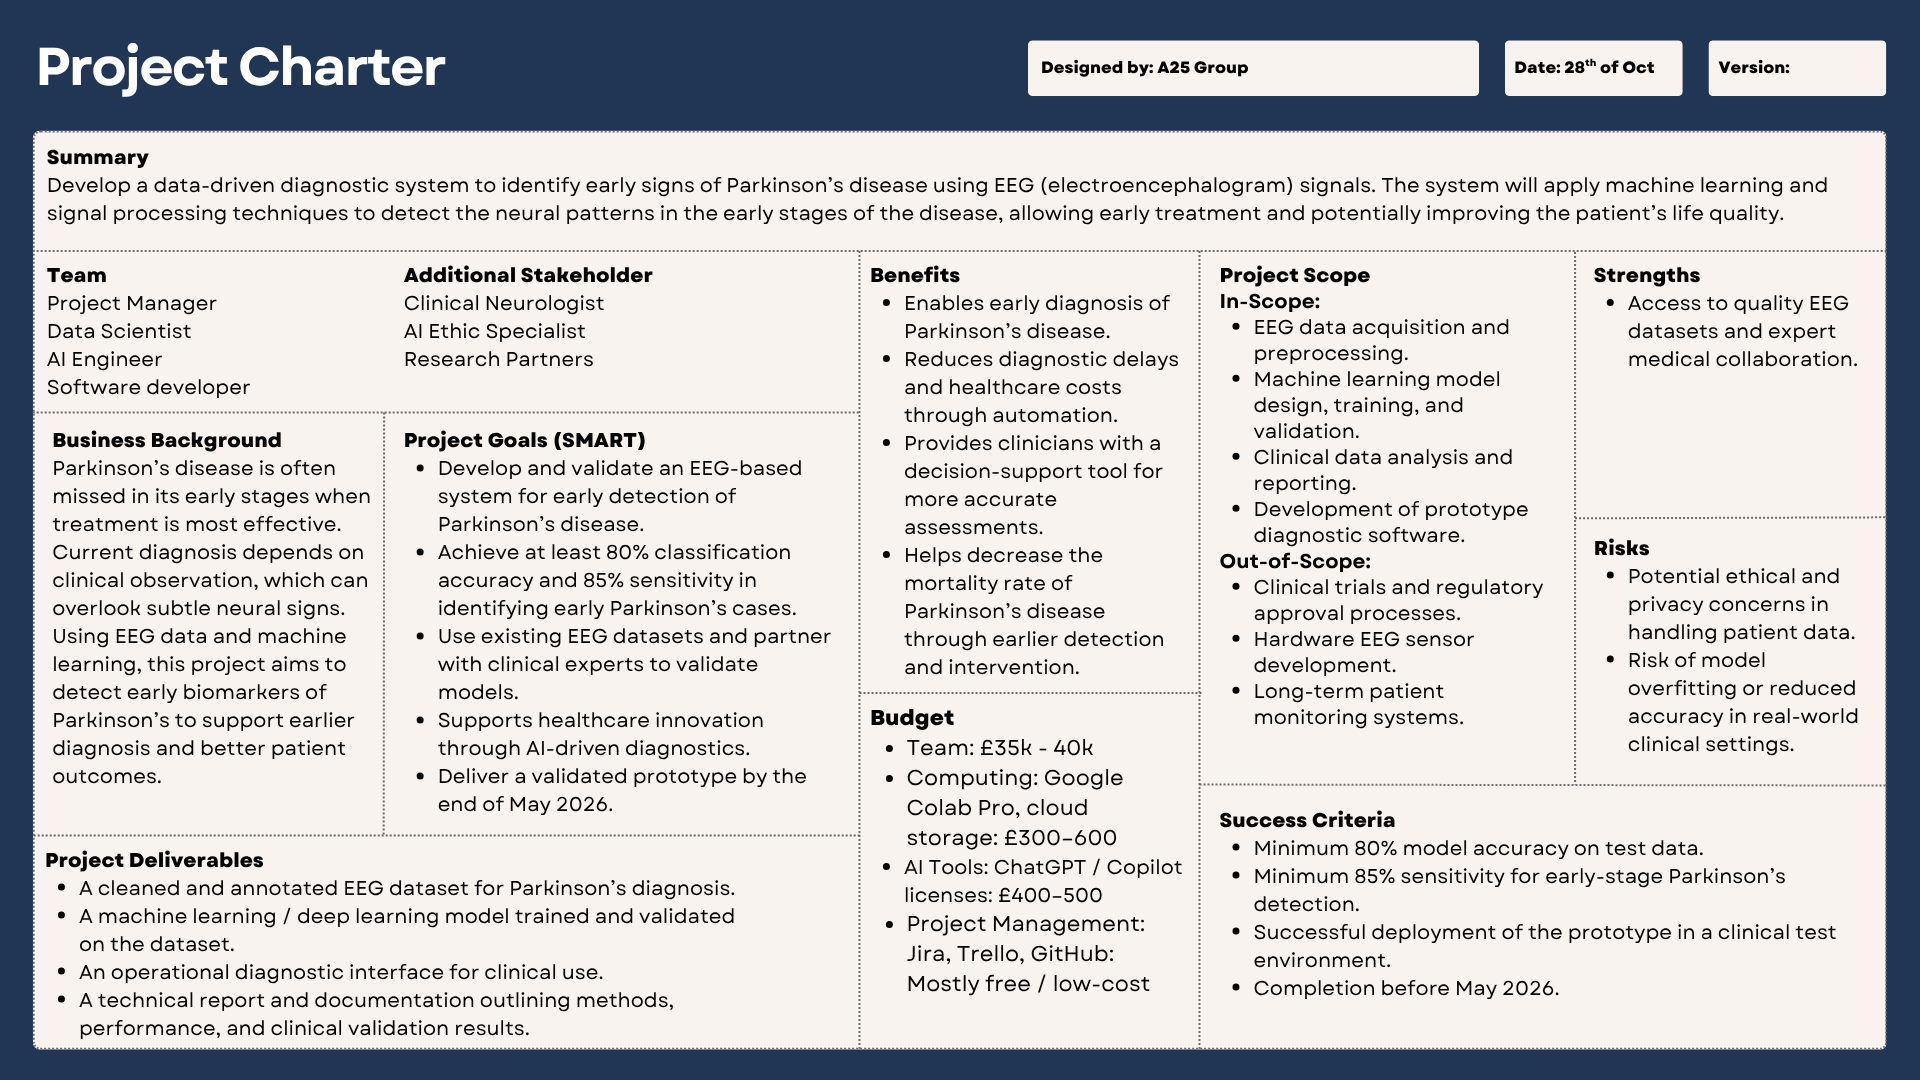 Project Charter
Designed by: A25 Group
Date: 28th of Oct
Version:
Summary
Develop a data-driven diagnostic system to identify early signs of Parkinson’s disease using EEG (electroencephalogram) signals. The system will apply machine learning and
signal processing techniques to detect the neural patterns in the early stages of the disease, allowing early treatment and potentially improving the patient’s life quality.
Team
Project Manager
Data Scientist
AI Engineer
Software developer
Additional Stakeholder
Clinical Neurologist
AI Ethic Specialist
Research Partners
Business Background
Parkinson’s disease is often
missed in its early stages when
treatment is most effective.
Current diagnosis depends on
clinical observation, which can
overlook subtle neural signs.
Using EEG data and machine
learning, this project aims to
detect early biomarkers of
Parkinson’s to support earlier
diagnosis and better patient
outcomes.
Project Goals (SMART)
• Develop and validate an EEG-based
system for early detection of
Parkinson’s disease.
• Achieve at least 80% classification
accuracy and 85% sensitivity in
identifying early Parkinson’s cases.
• Use existing EEG datasets and partner
with clinical experts to validate
models.
• Supports healthcare innovation
through AI-driven diagnostics.
• Deliver a validated prototype by the
end of May 2026.
Project Deliverables
• A cleaned and annotated EEG dataset for Parkinson’s diagnosis.
• A machine learning / deep learning model trained and validated
on the dataset.
• An operational diagnostic interface for clinical use.
• A technical report and documentation outlining methods,
performance, and clinical validation results.
Benefits
• Enables early diagnosis of
Parkinson’s disease.
• Reduces diagnostic delays
and healthcare costs
through automation.
• Provides clinicians with a
decision-support tool for
more accurate
assessments.
• Helps decrease the
mortality rate of
Parkinson’s disease
through earlier detection
and intervention.
Budget
• Team: £35k - 40k
• Computing: Google
Colab Pro, cloud
storage: £300–600
• AI Tools: ChatGPT / Copilot
licenses: £400–500
• Project Management:
Jira, Trello, GitHub:
Mostly free / low-cost
Project Scope
In-Scope:
• EEG data acquisition and
preprocessing.
• Machine learning model
design, training, and
validation.
• Clinical data analysis and
reporting.
• Development of prototype
diagnostic software.
Out-of-Scope:
• Clinical trials and regulatory
approval processes.
• Hardware EEG sensor
development.
• Long-term patient
monitoring systems.
Strengths
• Access to quality EEG
datasets and expert
medical collaboration.
Risks
• Potential ethical and
privacy concerns in
handling patient data.
• Risk of model
overfitting or reduced
accuracy in real-world
clinical settings.
Success Criteria
• Minimum 80% model accuracy on test data.
• Minimum 85% sensitivity for early-stage Parkinson’s
detection.
• Successful deployment of the prototype in a clinical test
environment.
• Completion before May 2026.